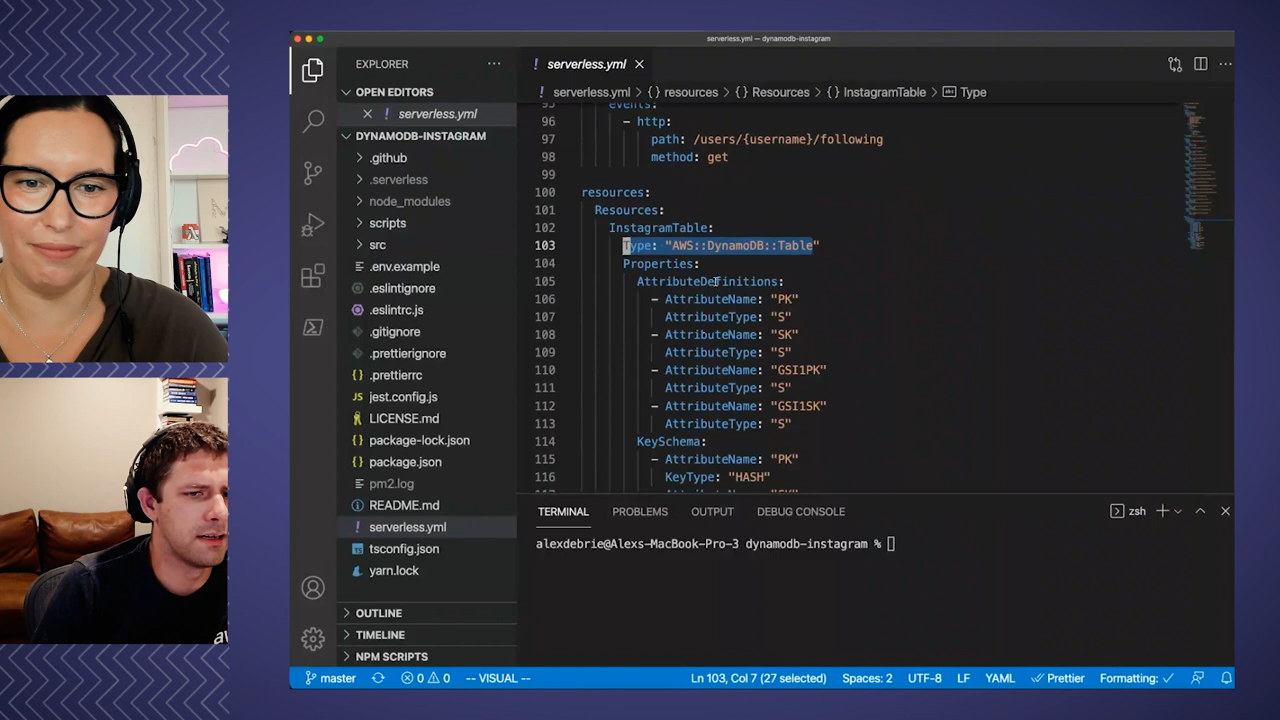 serverless.yml — dynamodb-instagram
EXPLORER
OPEN EDITORS
serverless.yml
DYNAMODB-INSTAGRAM
.github
.serverless
node_modules
scripts
src
.env.example
.eslintignore
.eslintrc.js
.gitignore
.prettierignore
.prettierrc
JS jest.config.js
LICENSE.md
package-lock.json
package.json
pm2.log
README.md
! serverless.yml
tsconfig.json
yarn.lock
OUTLINE
TIMELINE
NPM SCRIPTS
! serverless.yml
! serverless.yml > {} resources > {} Resources > {} InstagramTable > Type
95 events:
96 - http:
97 path: /users/{username}/following
98 method: get
99
100 resources:
101 Resources:
102 InstagramTable:
103 Type: "AWS::DynamoDB::Table"
104 Properties:
105 AttributeDefinitions:
106 - AttributeName: "PK"
107 AttributeType: "S"
108 - AttributeName: "SK"
109 AttributeType: "S"
110 - AttributeName: "GSI1PK"
111 AttributeType: "S"
112 - AttributeName: "GSI1SK"
113 AttributeType: "S"
114 KeySchema:
115 - AttributeName: "PK"
116 KeyType: "HASH"
TERMINAL PROBLEMS OUTPUT DEBUG CONSOLE zsh
alexdebrie@Alexs-MacBook-Pro-3 dynamodb-instagram %
master 0 0 -- VISUAL -- Ln 103, Col 7 (27 selected) Spaces: 2 UTF-8 LF YAML Prettier Formating: ✓